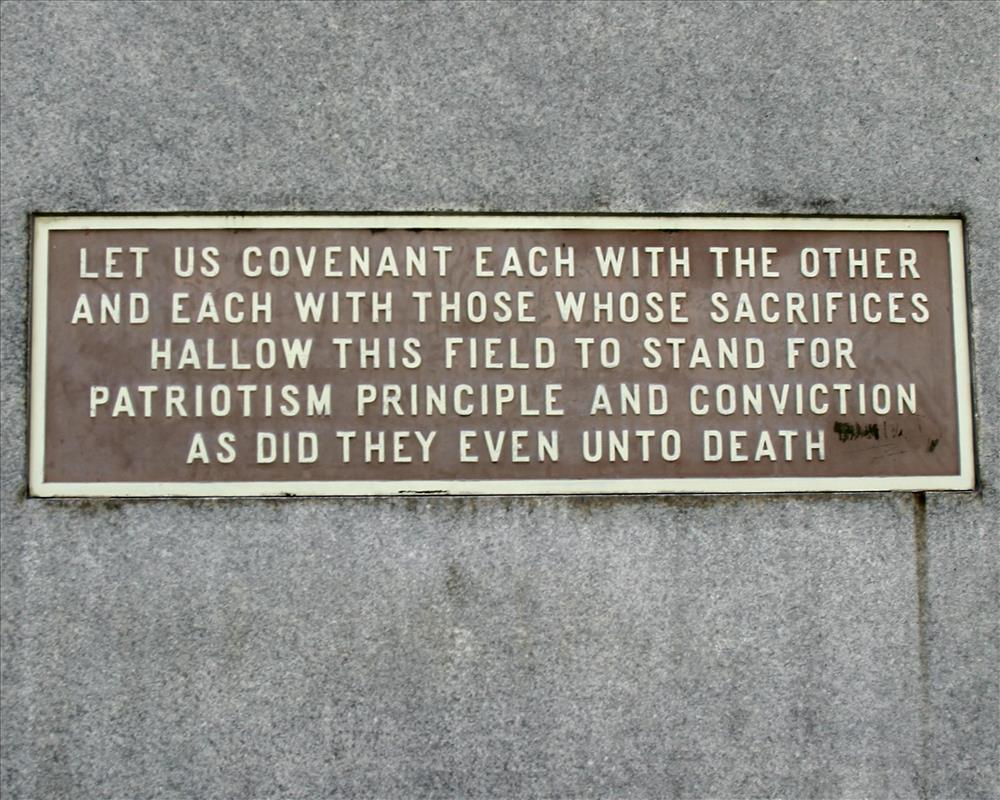 LET US COVENANT EACH WITH THE OTHER
AND EACH WITH THOSE WHOSE SACRIFICES
HALLOW THIS FIELD TO STAND FOR
PATRIOTISM PRINCIPLE AND CONVICTION
AS DID THEY EVEN UNTO DEATH